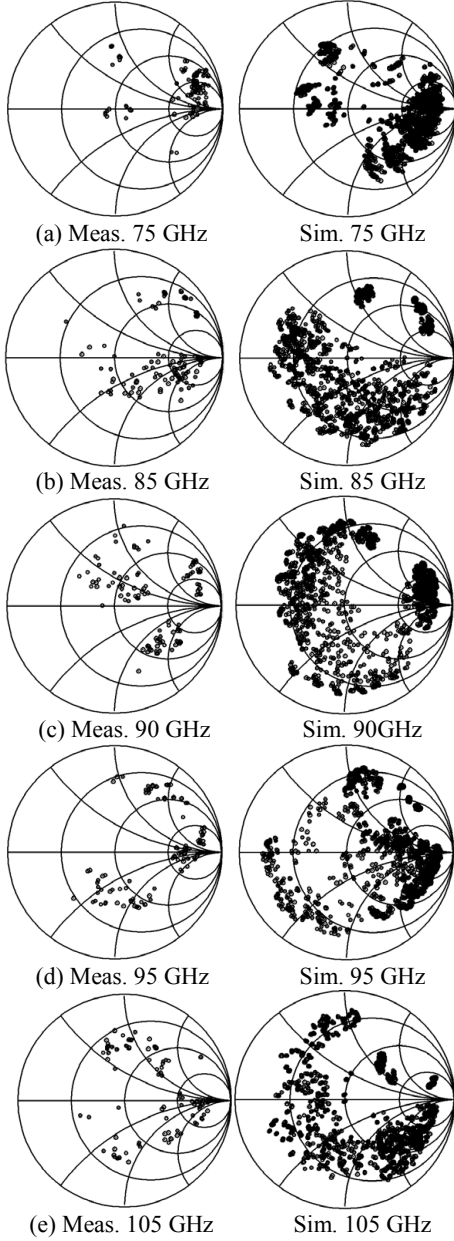 (a) Meas. 75 GHz Sim. 75 GHz
(b) Meas. 85 GHz Sim. 85 GHz
(c) Meas. 90 GHz Sim. 90GHz
(d) Meas. 95 GHz Sim. 95 GHz
(e) Meas. 105 GHz Sim. 105 GHz